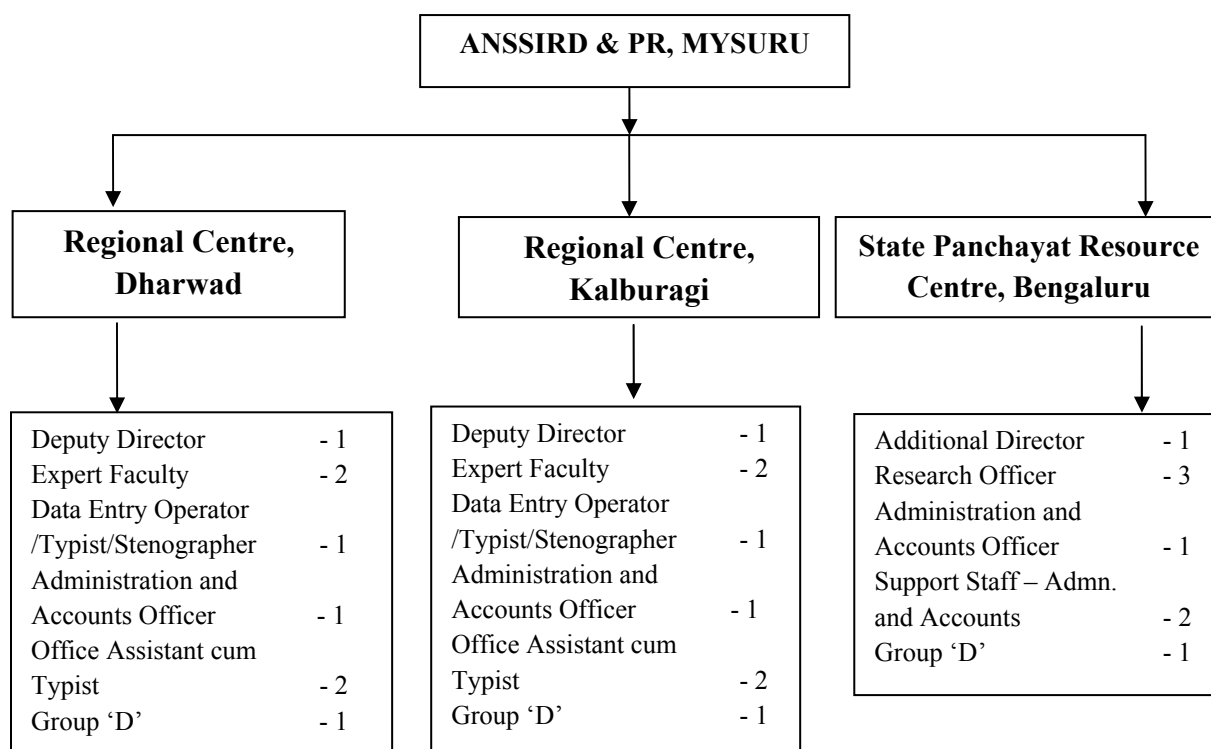 ANSSIRD & PR, MYSURU
Regional Centre,
Dharwad
Regional Centre,
Kalburagi
State Panchayat Resource
Centre, Bengaluru
Deputy Director - 1
Expert Faculty - 2
Data Entry Operator
/Typist/Stenographer - 1
Administration and
Accounts Officer - 1
Office Assistant cum
Typist - 2
Group ‘D’ - 1
Deputy Director - 1
Expert Faculty - 2
Data Entry Operator
/Typist/Stenographer - 1
Administration and
Accounts Officer - 1
Office Assistant cum
Typist - 2
Group ‘D’ - 1
Additional Director - 1
Research Officer - 3
Administration and
Accounts Officer - 1
Support Staff – Admn.
and Accounts - 2
Group ‘D’ - 1